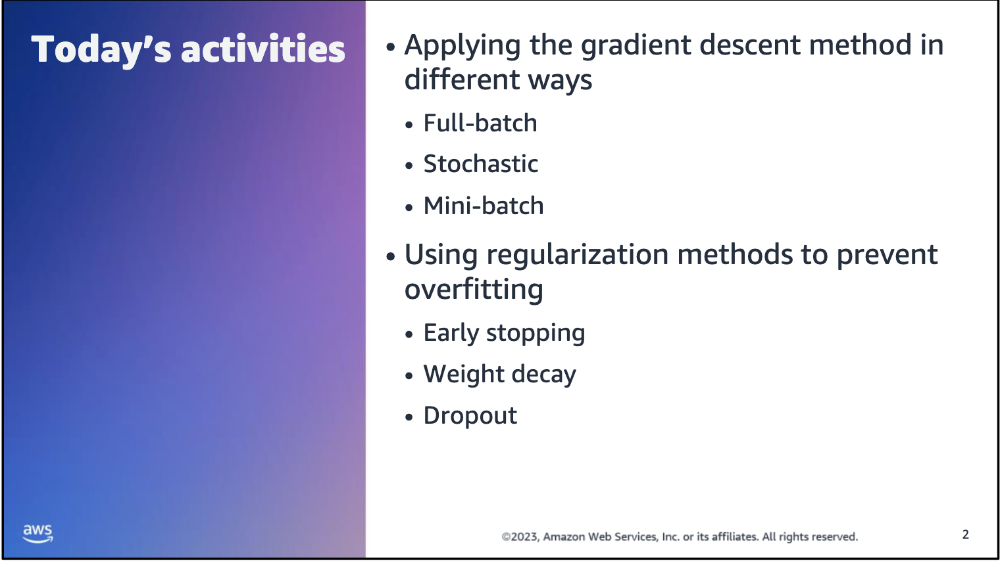 Today’s activities
• Applying the gradient descent method in
different ways
• Full-batch
• Stochastic
• Mini-batch
• Using regularization methods to prevent
overfitting
• Early stopping
• Weight decay
• Dropout
aws
©2023, Amazon Web Services, Inc. or its affiliates. All rights reserved.
2